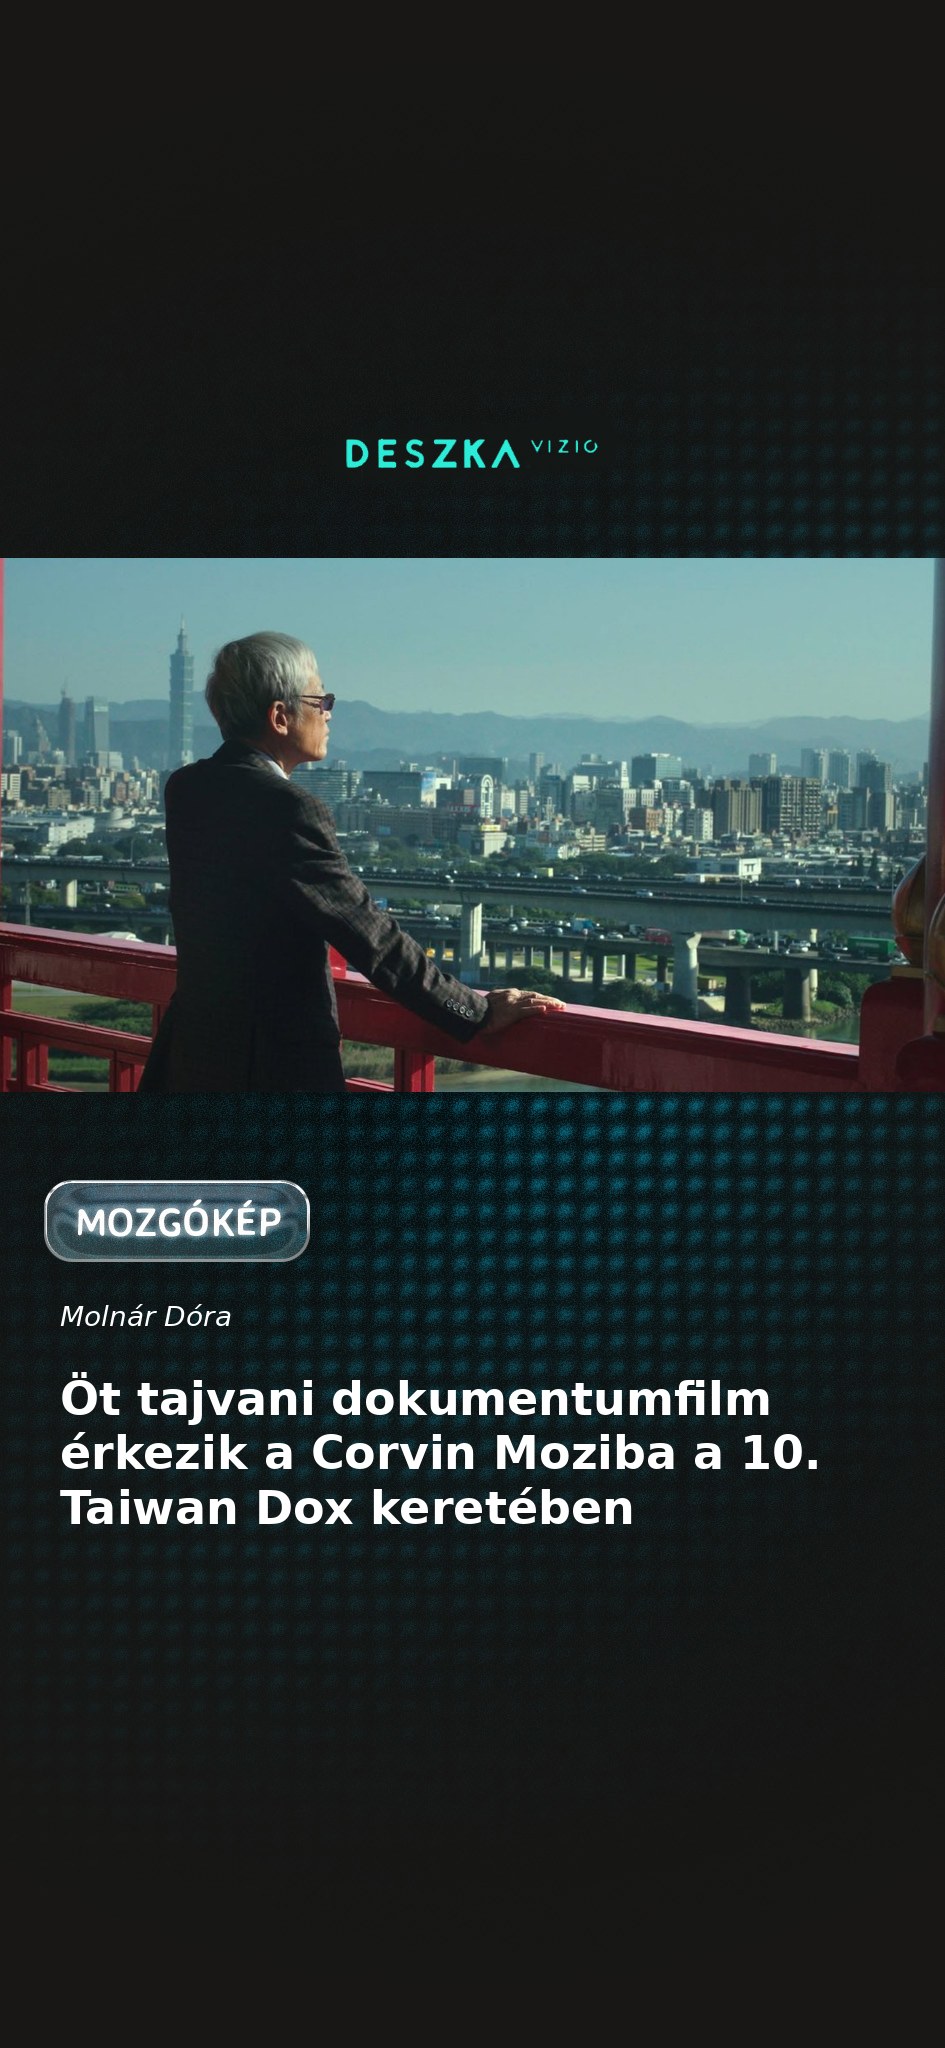 DESZKA VIZIO
MOZGÓKÉP
Molnár Dóra
Öt tajvani dokumentumfilm
érkezik a Corvin Moziba a 10.
Taiwan Dox keretében